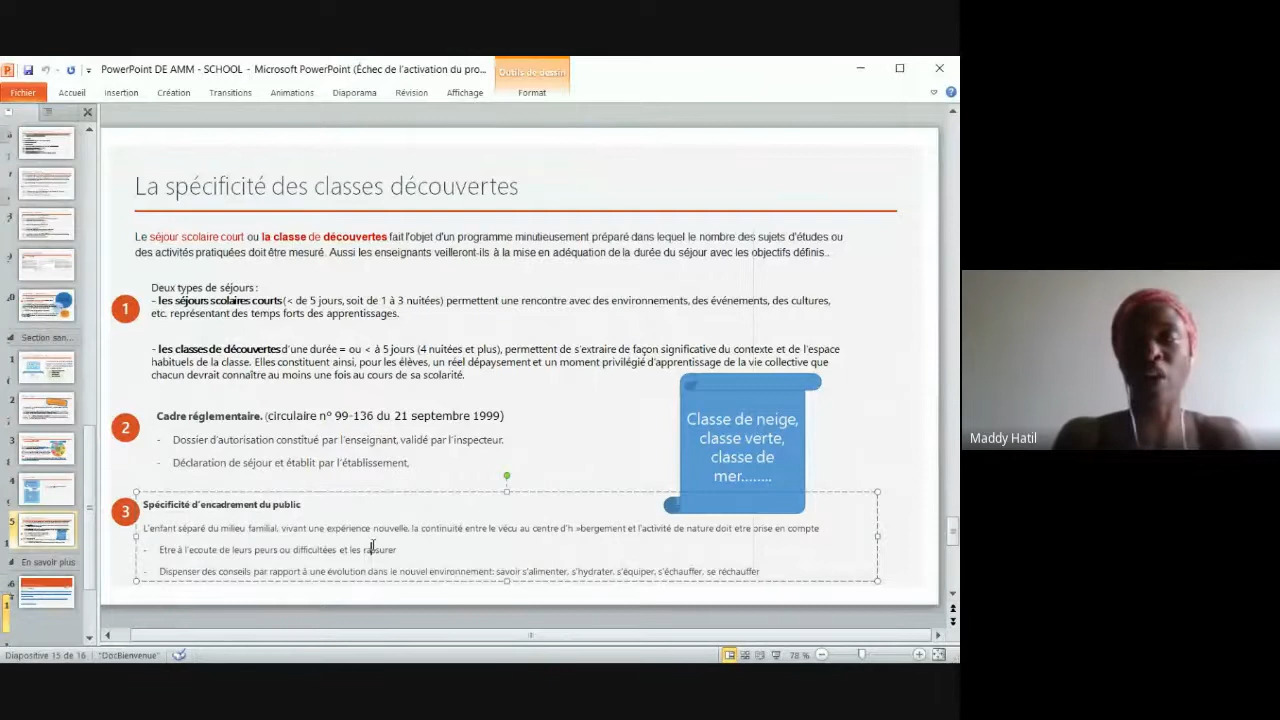 PowerPoint DE AMM - SCHOOL - Microsoft PowerPoint (Échec de l'activation du pro...
Outils de dessin
Fichier Accueil Insertion Création Transitions Animations Diaporama Révision Affichage Format
La spécificité des classes découvertes
Le séjour scolaire court ou la classe de découvertes fait l'objet d'un programme minutieusement préparé dans lequel le nombre des sujets d'études ou
des activités pratiquées doit être mesuré. Aussi les enseignants veilleront-ils à la mise en adéquation de la durée du séjour avec les objectifs définis..
1
Deux types de séjours :
- les séjours scolaires courts (< de 5 jours, soit de 1 à 3 nuitées) permettent une rencontre avec des environnements, des événements, des cultures,
etc. représentant des temps forts des apprentissages.
- les classes de découvertes d'une durée = ou < à 5 jours (4 nuitées et plus), permettent de s'extraire de façon significative du contexte et de l'espace
habituels de la classe. Elles constituent ainsi, pour les élèves, un réel dépaysement et un moment privilégié d'apprentissage de la vie collective que
chacun devrait connaître au moins une fois au cours de sa scolarité.
2
Cadre réglementaire. (circulaire n° 99-136 du 21 septembre 1999)
- Dossier d'autorisation constitué par l'enseignant, validé par l'inspecteur.
- Déclaration de séjour et établit par l'établissement,
Classe de neige,
classe verte,
classe de
mer........
3
Spécificité d'encadrement du public
L'enfant séparé du milieu familial, vivant une expérience nouvelle, la continuité entre le vécu au centre d'h »bergement et l'activité de nature doit etre prise en compte
- Etre à l'ecoute de leurs peurs ou difficultées et les rassurer
- Dispenser des conseils par rapport à une évolution dans le nouvel environnement: savoir s'alimenter, s'hydrater, s'équiper, s'échauffer, se réchauffer
Section san...
En savoir plus
Diapositive 15 de 16 "DocBienvenue" 78 %
Maddy Hatil